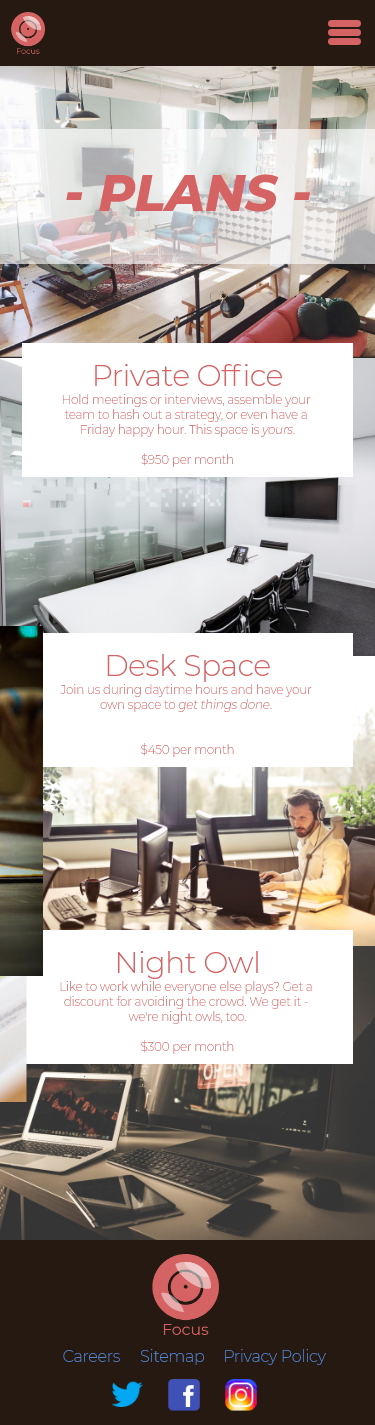 Focus
- PLANS -
Private Office
Hold meetings or interviews, assemble your
team to hash out a strategy, or even have a
Friday happy hour. This space is yours.
$950 per month
Desk Space
Join us during daytime hours and have your
own space to get things done.
$450 per month
Night Owl
Like to work while everyone else plays? Get a
discount for avoiding the crowd. We get it -
we're night owls, too.
$300 per month
OPEN
Focus
Careers Sitemap Privacy Policy